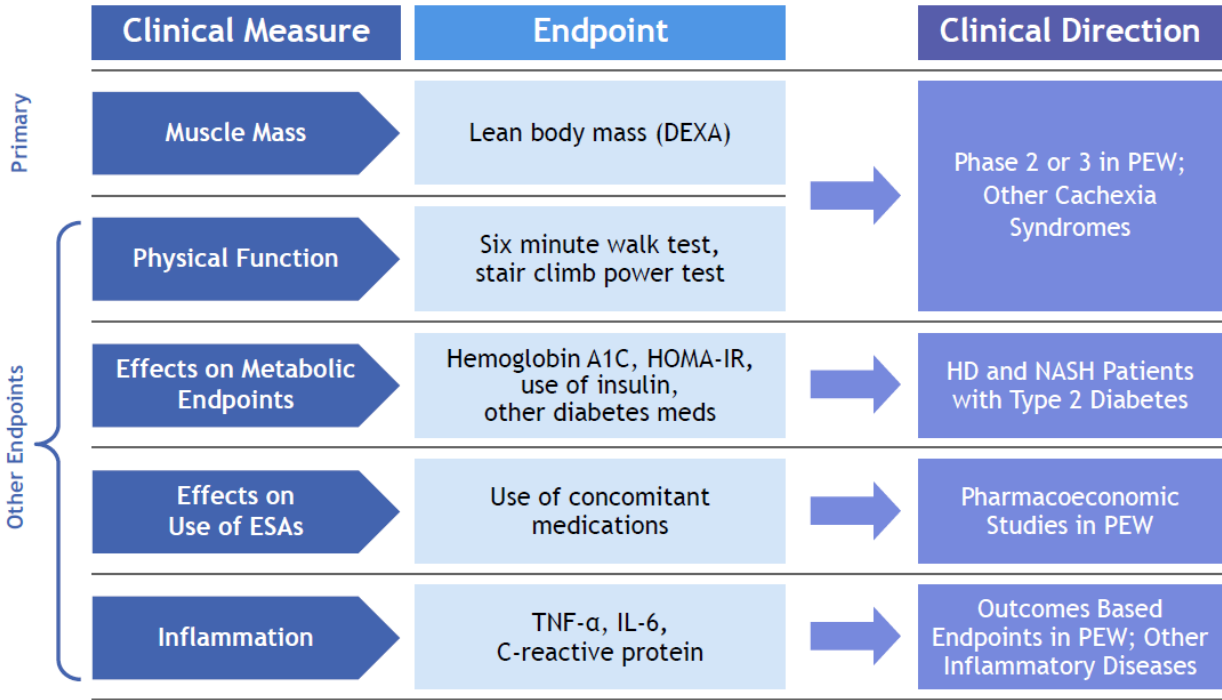 Clinical Measure
Endpoint
Clinical Direction
Primary
Muscle Mass
Lean body mass (DEXA)
Phase 2 or 3 in PEW;
Other Cachexia
Syndromes
Other Endpoints
Physical Function
Six minute walk test,
stair climb power test
Effects on Metabolic
Endpoints
Hemoglobin A1C, HOMA-IR,
use of insulin,
other diabetes meds
HD and NASH Patients
with Type 2 Diabetes
Effects on
Use of ESAs
Use of concomitant
medications
Pharmacoeconomic
Studies in PEW
Inflammation
TNF-α, IL-6,
C-reactive protein
Outcomes Based
Endpoints in PEW; Other
Inflammatory Diseases